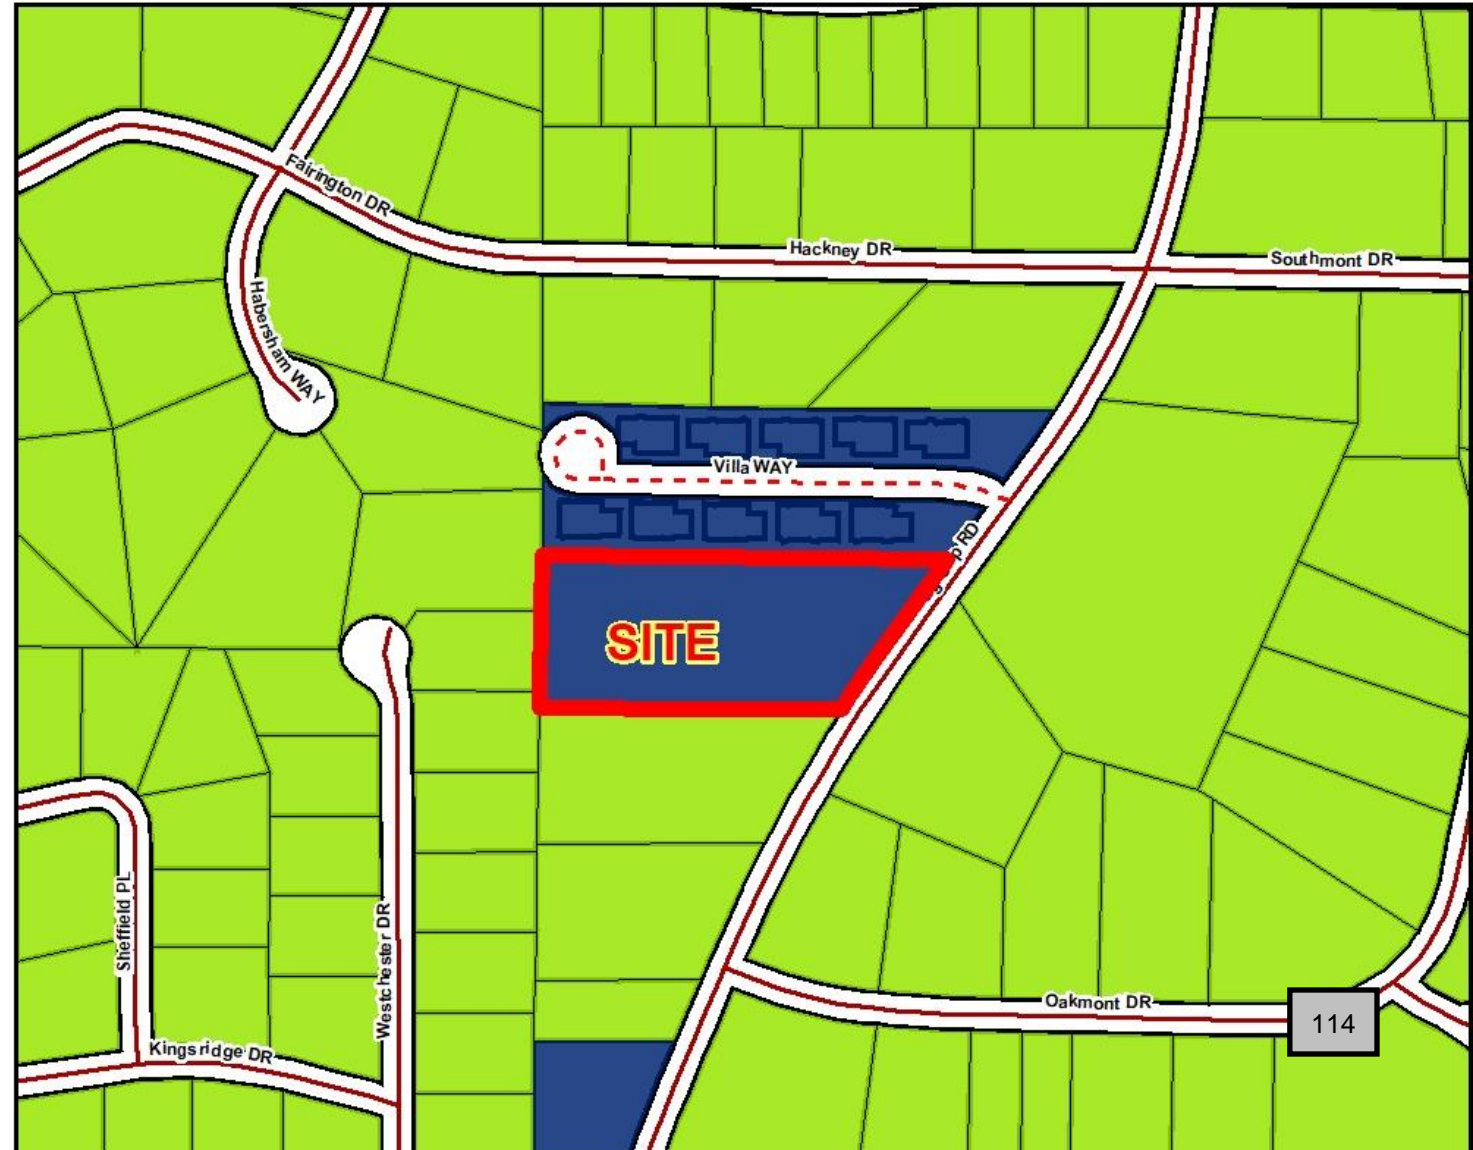 Fairington DR
Hackney DR
Southmont DR
Habersham WAY
Villa WAY
RD
SITE
Sheffield PL
Westchester DR
Oakmont DR
114
Kingsridge DR